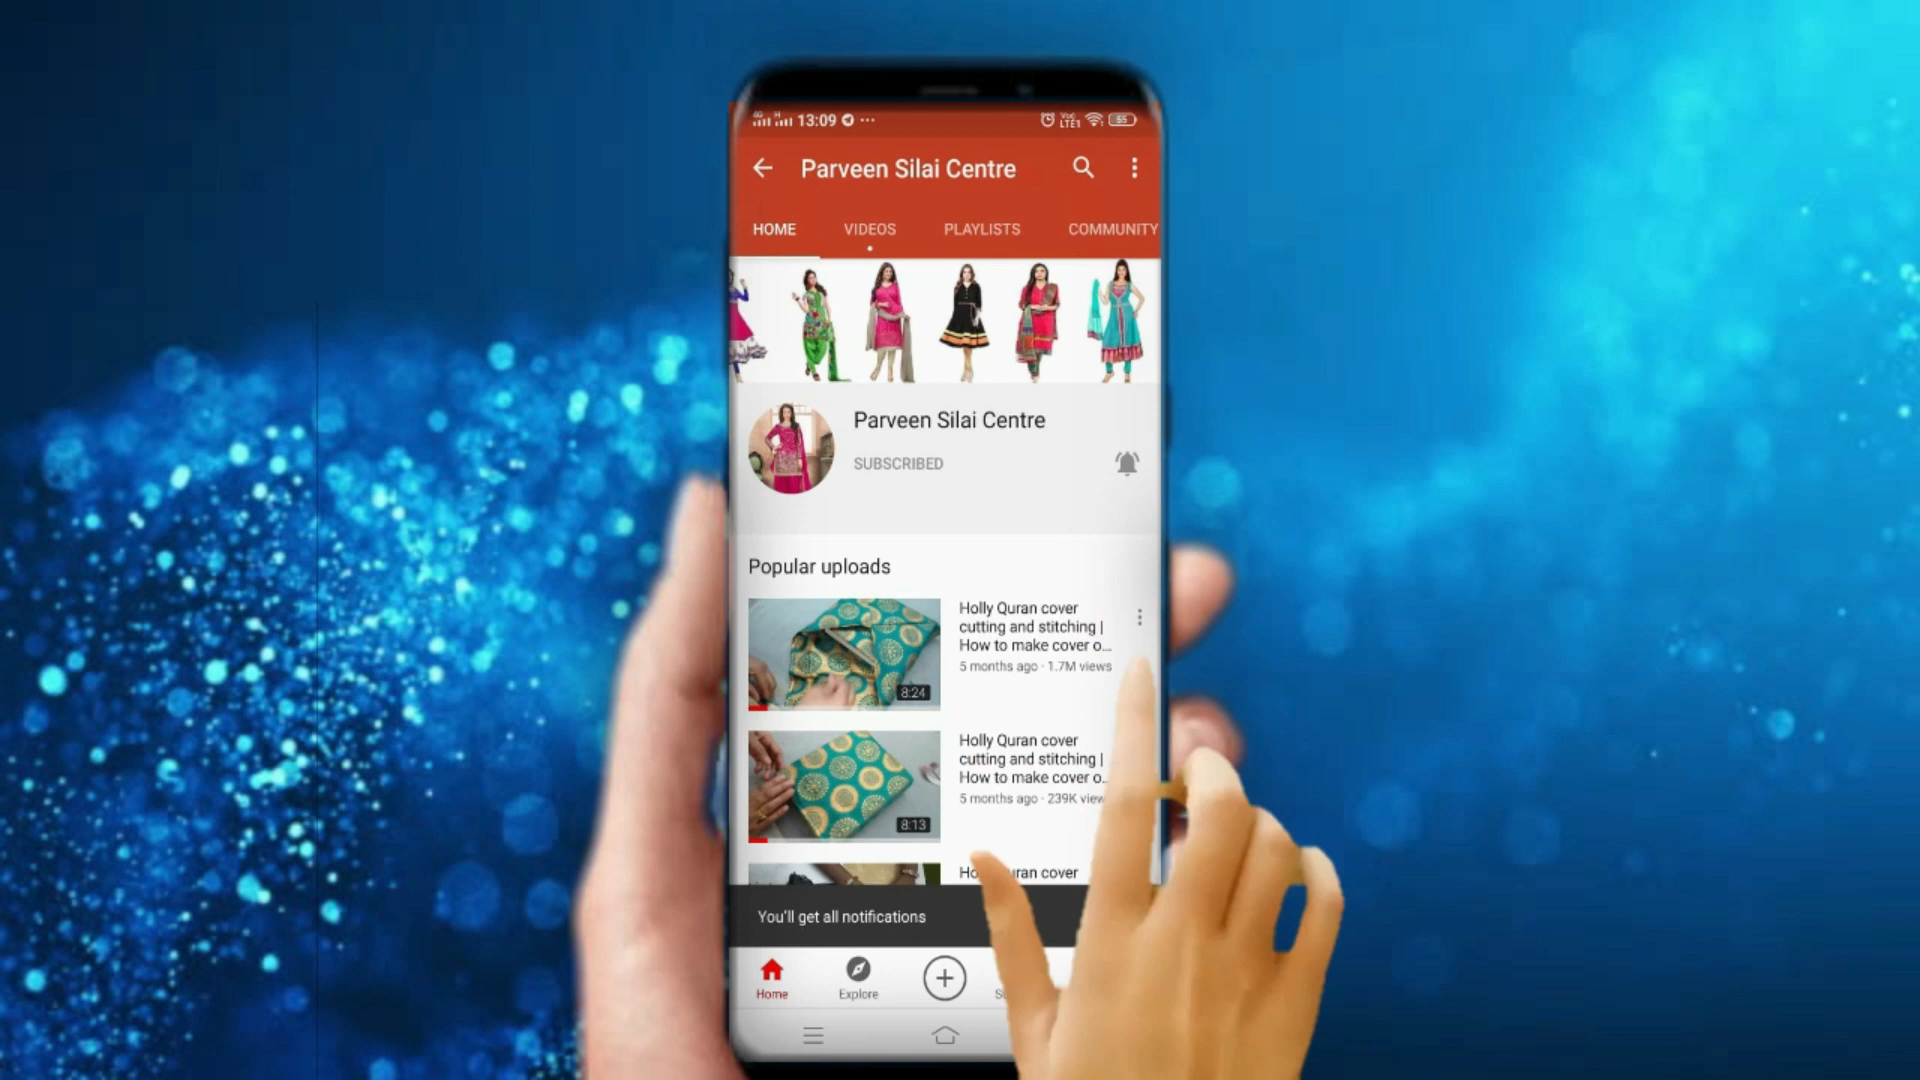 13:09
LTE1
55
Parveen Silai Centre
HOME VIDEOS PLAYLISTS COMMUNITY
Parveen Silai Centre
SUBSCRIBED
Popular uploads
Holly Quran cover
cutting and stitching |
How to make cover o...
5 months ago · 1.7M views
8:24
Holly Quran cover
cutting and stitching |
How to make cover o..
5 months ago · 239K view
8:13
cover
You'll get all notifications
Home Explore